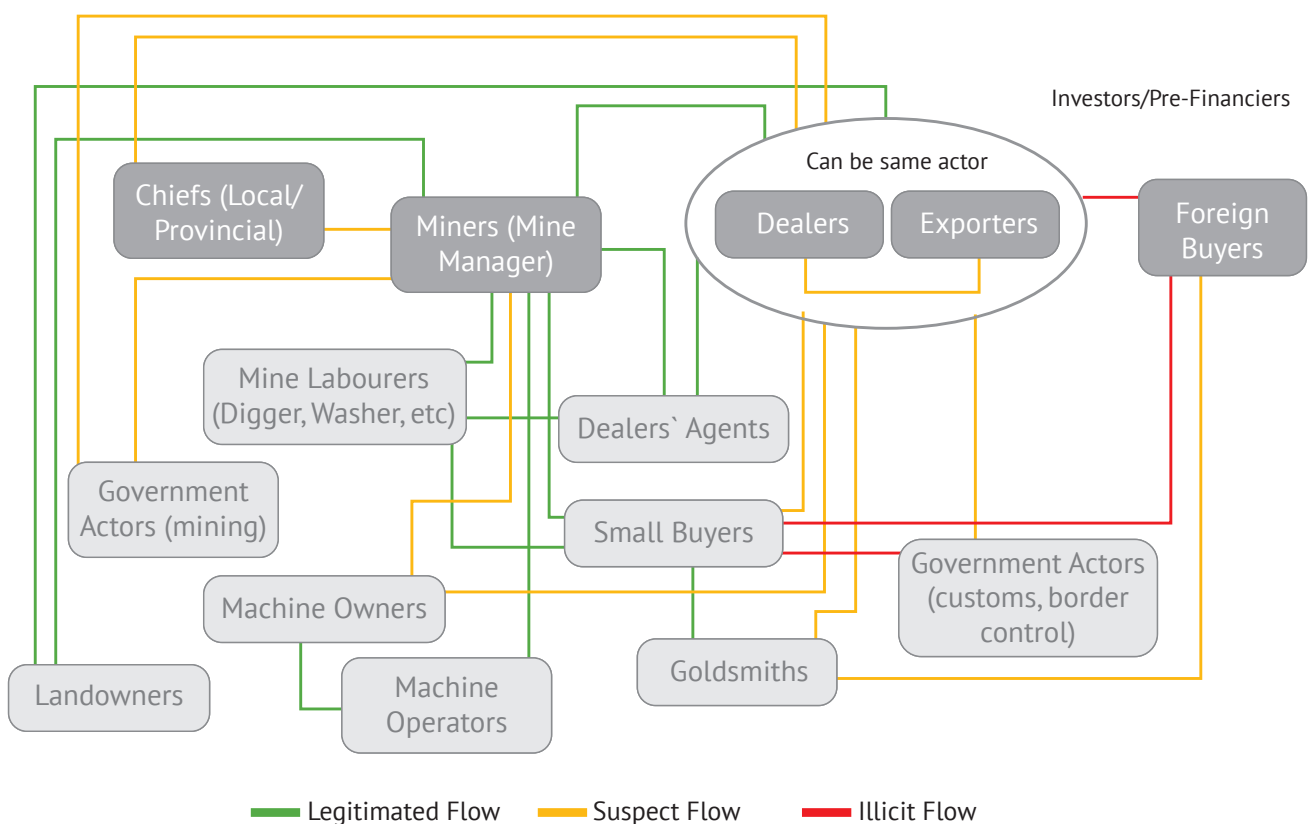 Investors/Pre-Financiers
Can be same actor
Chiefs (Local/
Provincial)
Miners (Mine
Manager)
Dealers
Exporters
Foreign
Buyers
Mine Labourers
(Digger, Washer, etc)
Dealers` Agents
Government
Actors (mining)
Small Buyers
Government Actors
(customs, border
control)
Machine Owners
Goldsmiths
Landowners
Machine
Operators
Legitimated Flow
Suspect Flow
Illicit Flow